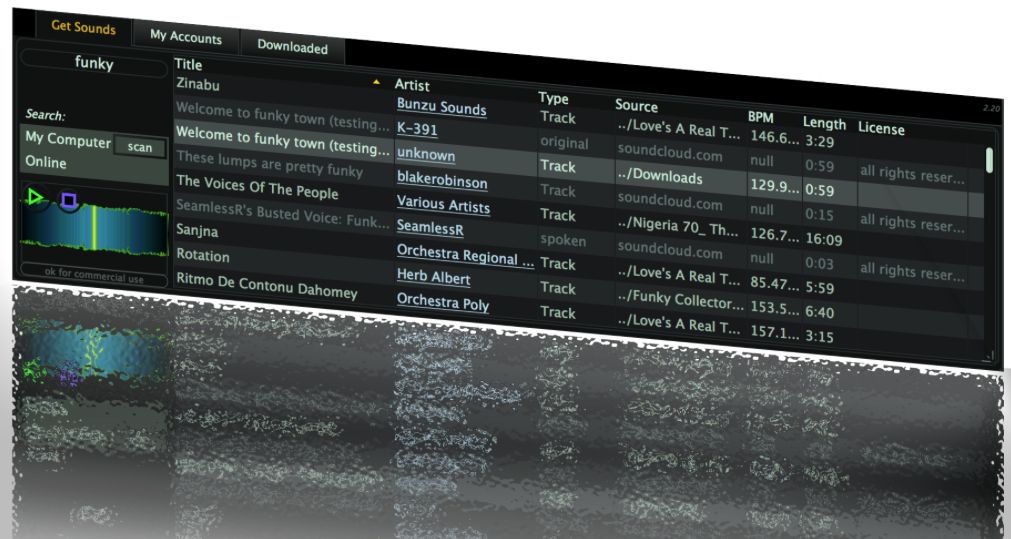 Get Sounds My Accounts Downloaded
2.20
funky
Search:
My Computer scan
Online
ok for commercial use
Title Artist Type Source BPM Length License
Zinabu Bunzu Sounds Track ../Love's A Real T... 146.6... 3:29
Welcome to funky town (testing... K-391 original soundcloud.com null 0:59 all rights reser...
Welcome to funky town (testing... unknown Track ../Downloads 129.9... 0:59
These lumps are pretty funky blakerobinson Track soundcloud.com null 0:15 all rights reser...
The Voices Of The People Various Artists Track ../Nigeria 70_ Th... 126.7... 16:09
SeamlessR's Busted Voice: Funk... SeamlessR spoken soundcloud.com null 0:03 all rights reser...
Sanjna Orchestra Regional ... Track ../Love's A Real T... 85.47... 5:59
Rotation Herb Albert Track ../Funky Collector... 153.5... 6:40
Ritmo De Contonu Dahomey Orchestra Poly Track ../Love's A Real T... 157.1... 3:15